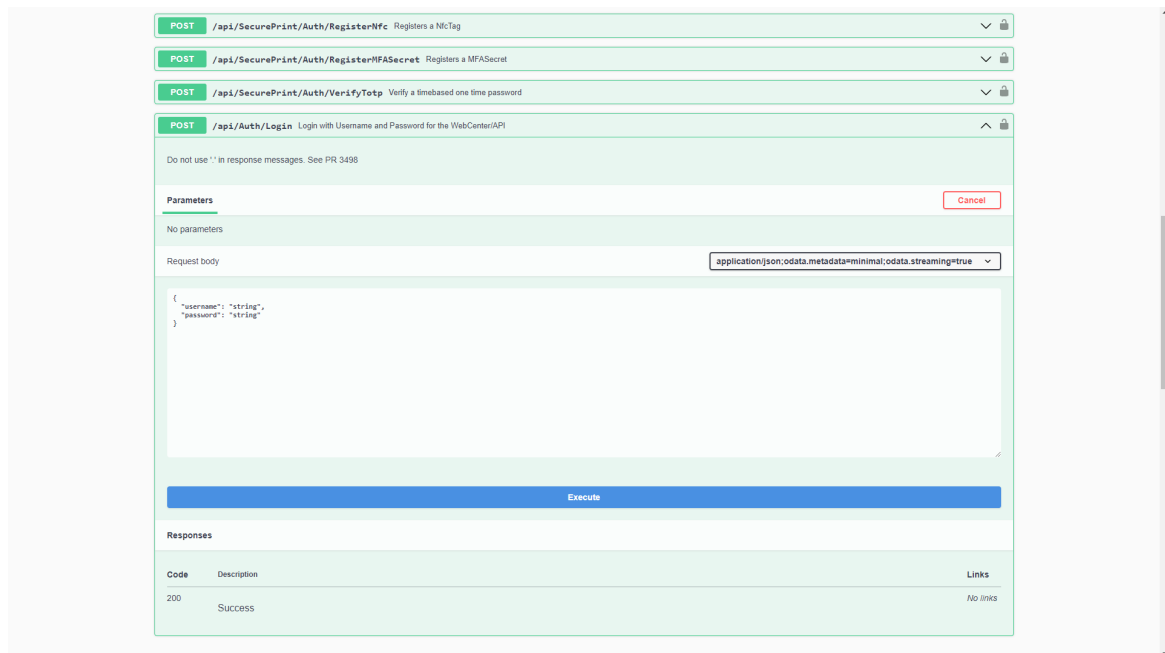 POST /api/SecurePrint/Auth/RegisterNfc Registers a NfcTag
POST /api/SecurePrint/Auth/RegisterMFASecret Registers a MFASecret
POST /api/SecurePrint/Auth/VerifyTotp Verify a timebased one time password
POST /api/Auth/Login Login with Username and Password for the WebCenter/API
Do not use '.' in response messages. See PR 3498
Parameters Cancel
No parameters
Request body application/json;odata.metadata=minimal;odata.streaming=true
{
"username": "string",
"password": "string"
}
Execute
Responses
Code Description Links
200 Success No links